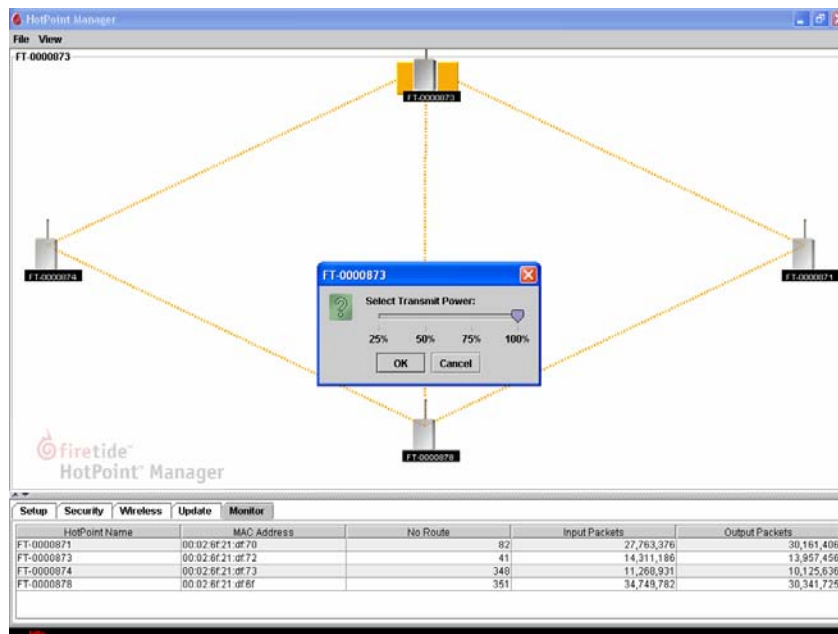 HotPoint Manager
File View
FT-0000873
FT-0000873
FT-0000874
FT-0000871
FT-0000873
Select Transmit Power:
25% 50% 75% 100%
OK Cancel
FT-0000878
firetide™
HotPoint™ Manager
Setup Security Wireless Update Monitor
HotPoint Name MAC Address No Route Input Packets Output Packets
FT-0000871 00:02:6f:21:df:70 82 27,763,376 30,161,406
FT-0000873 00:02:6f:21:df:72 41 14,311,186 13,957,456
FT-0000874 00:02:6f:21:df:73 348 11,268,931 10,125,636
FT-0000878 00:02:6f:21:df:6f 351 34,749,782 30,341,725